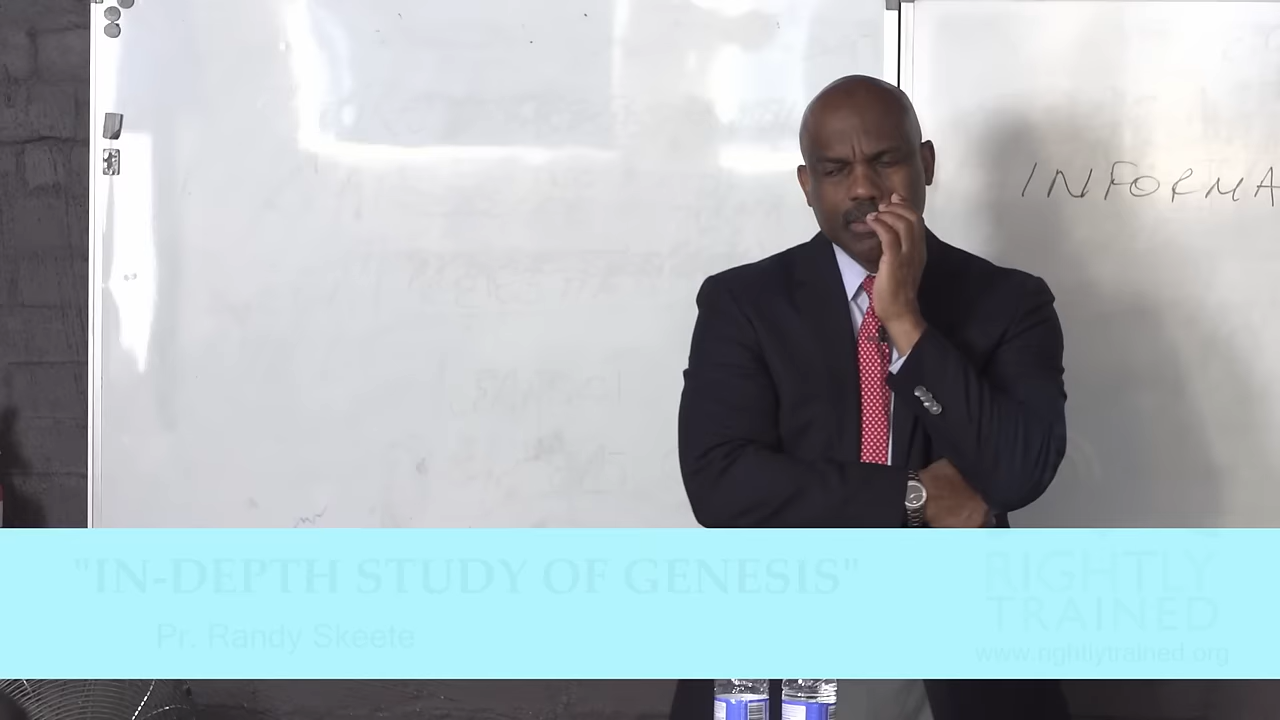 INFORMA
"IN-DEPTH STUDY OF GENESIS"
Pr. Randy Skeete
RIGHTLY
TRAINED
www.rightlytrained.org